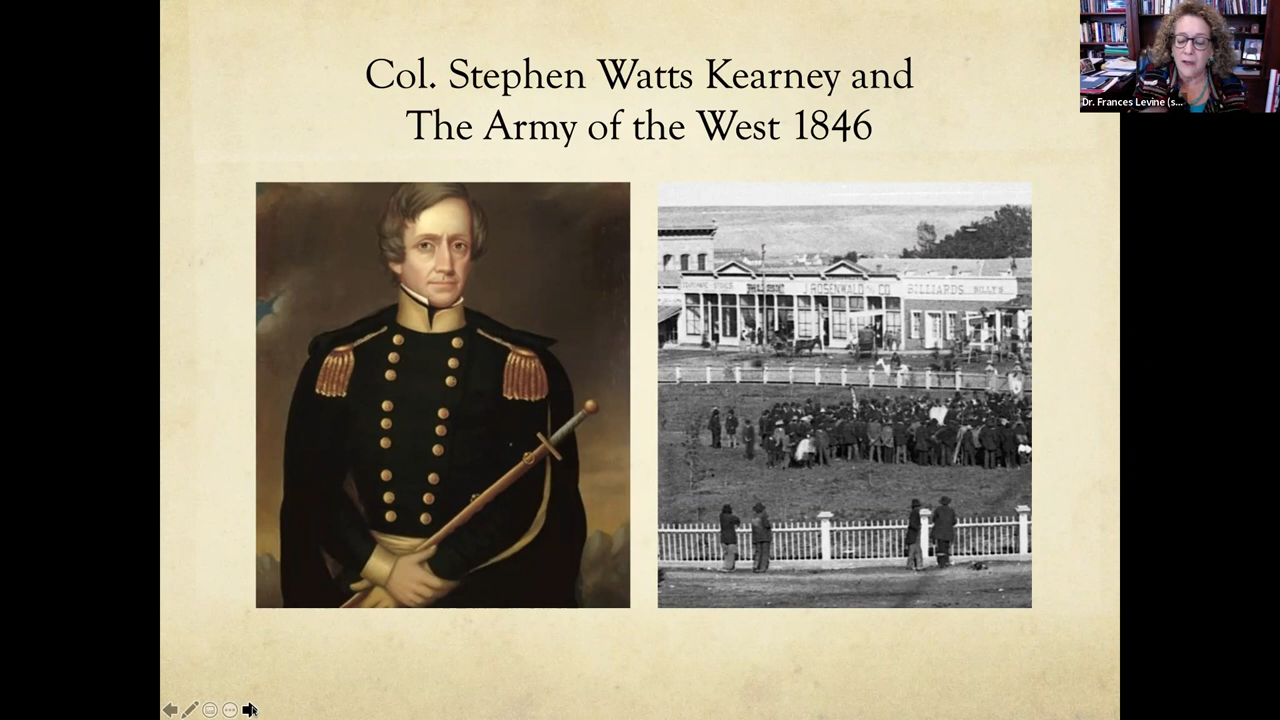 Col. Stephen Watts Kearney and
The Army of the West 1846
Dr. Frances Levine (s...
J. ROSENWALD & CO
BILLIARDS